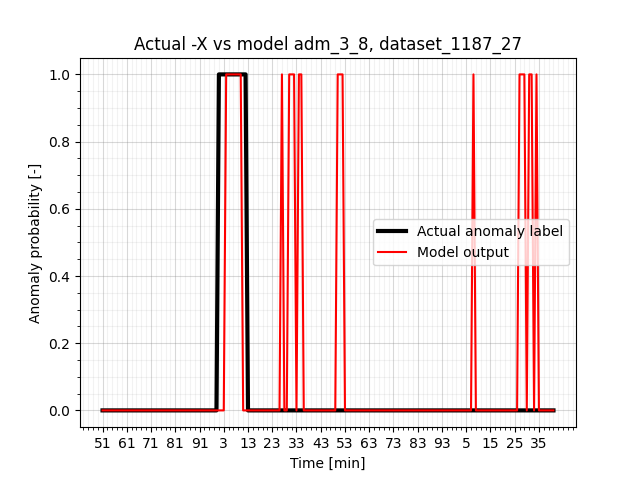 Actual -X vs model adm_3_8, dataset_1187_27
1.0
0.8
0.6
0.4
0.2
0.0
Anomaly probability [-]
Actual anomaly label
Model output
51 61 71 81 91 3 13 23 33 43 53 63 73 83 93 5 15 25 35
Time [min]